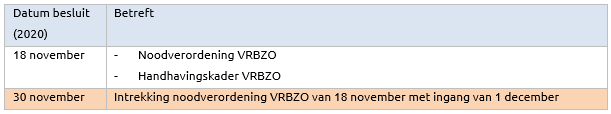 Datum besluit Betreft
(2020)
18 november - Noodverordening VRBZO
- Handhavingskader VRBZO
30 november Intrekking noodverordening VRBZO van 18 november met ingang van 1 december